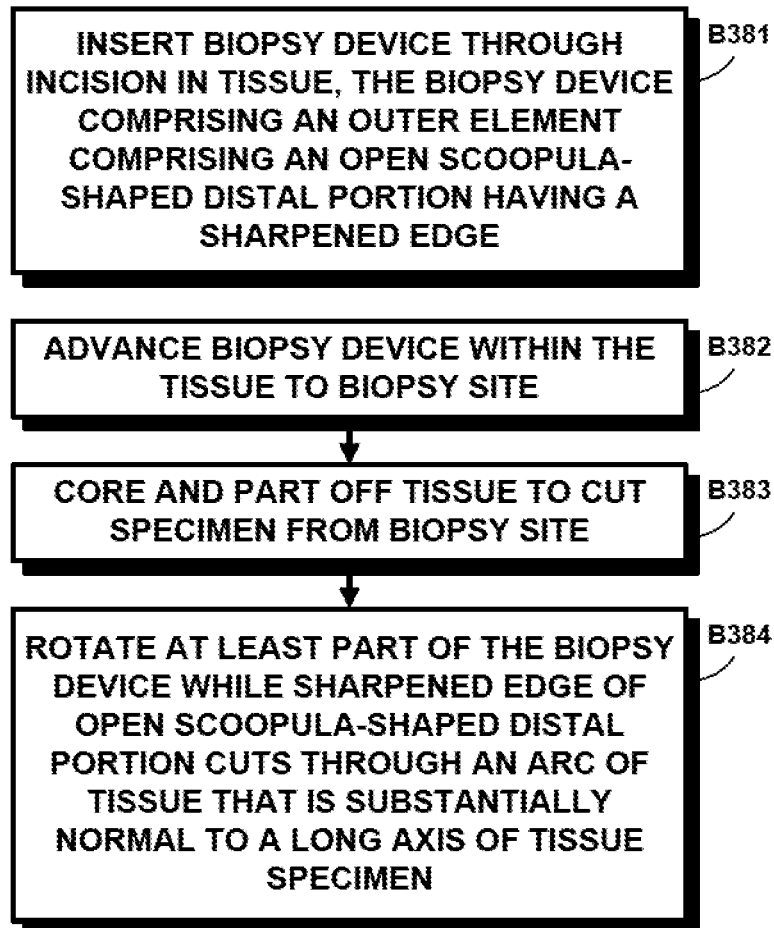 INSERT BIOPSY DEVICE THROUGH
INCISION IN TISSUE, THE BIOPSY DEVICE
COMPRISING AN OUTER ELEMENT
COMPRISING AN OPEN SCOOPULA-
SHAPED DISTAL PORTION HAVING A
SHARPENED EDGE
B381
ADVANCE BIOPSY DEVICE WITHIN THE
TISSUE TO BIOPSY SITE
B382
CORE AND PART OFF TISSUE TO CUT
SPECIMEN FROM BIOPSY SITE
B383
ROTATE AT LEAST PART OF THE BIOPSY
DEVICE WHILE SHARPENED EDGE OF
OPEN SCOOPULA-SHAPED DISTAL
PORTION CUTS THROUGH AN ARC OF
TISSUE THAT IS SUBSTANTIALLY
NORMAL TO A LONG AXIS OF TISSUE
SPECIMEN
B384